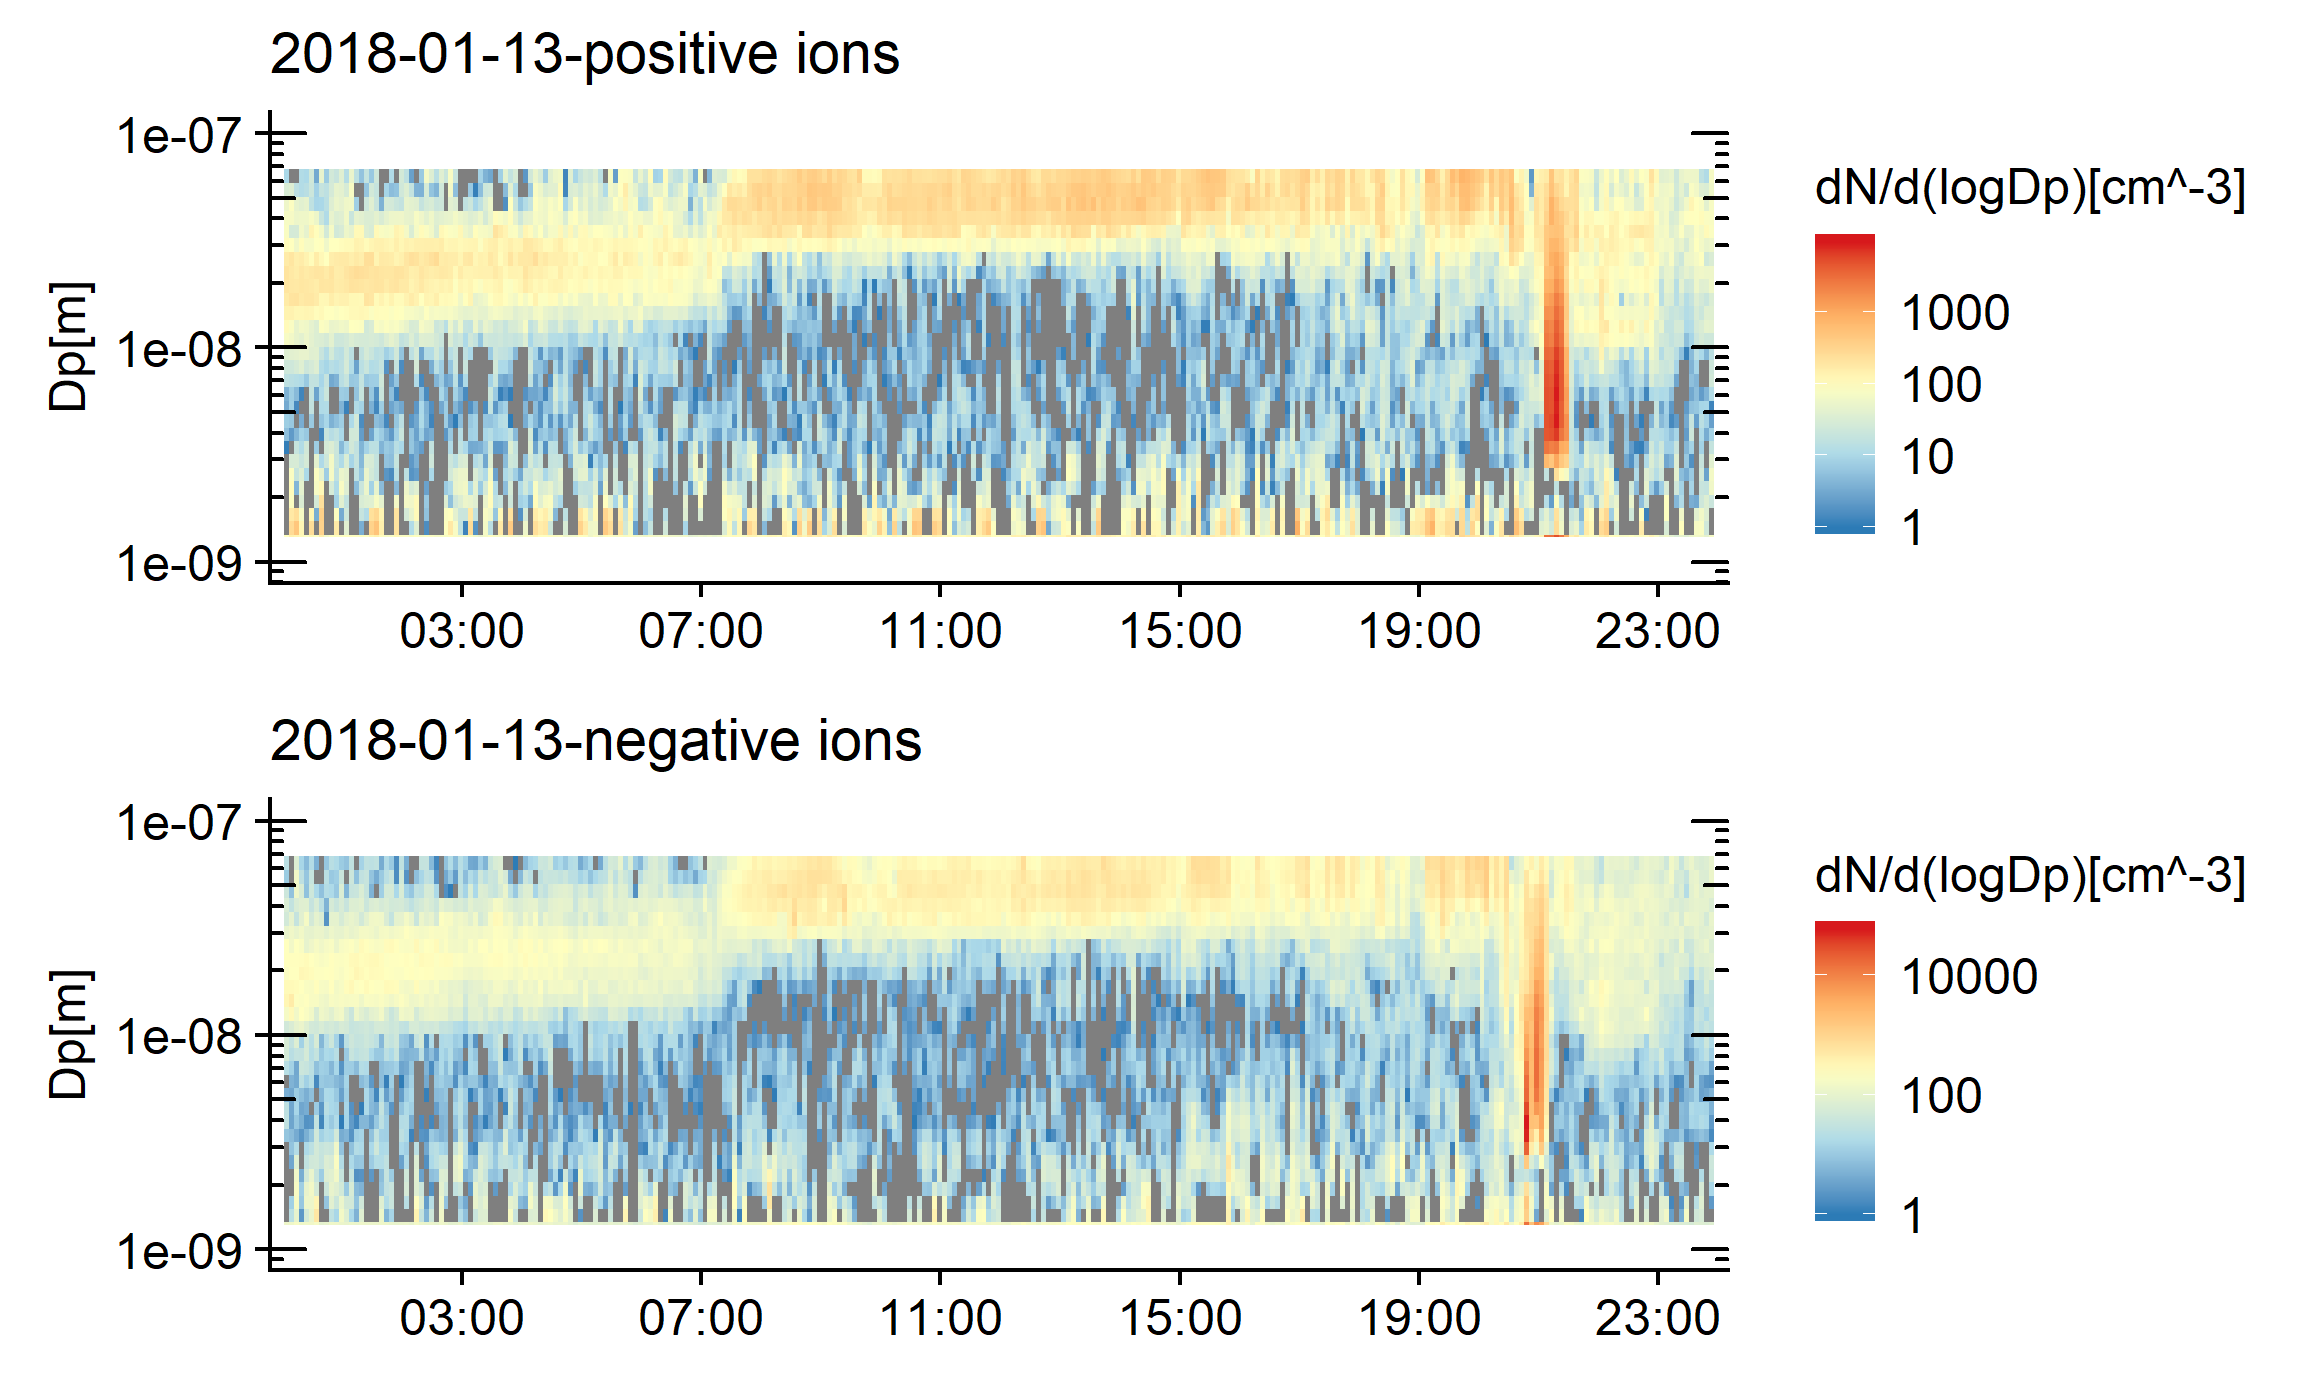 2018-01-13-positive ions
1e-07
1e-08
1e-09
Dp[m]
03:00 07:00 11:00 15:00 19:00 23:00
dN/d(logDp)[cm^-3]
1000
100
10
1
2018-01-13-negative ions
1e-07
1e-08
1e-09
Dp[m]
03:00 07:00 11:00 15:00 19:00 23:00
dN/d(logDp)[cm^-3]
10000
100
1